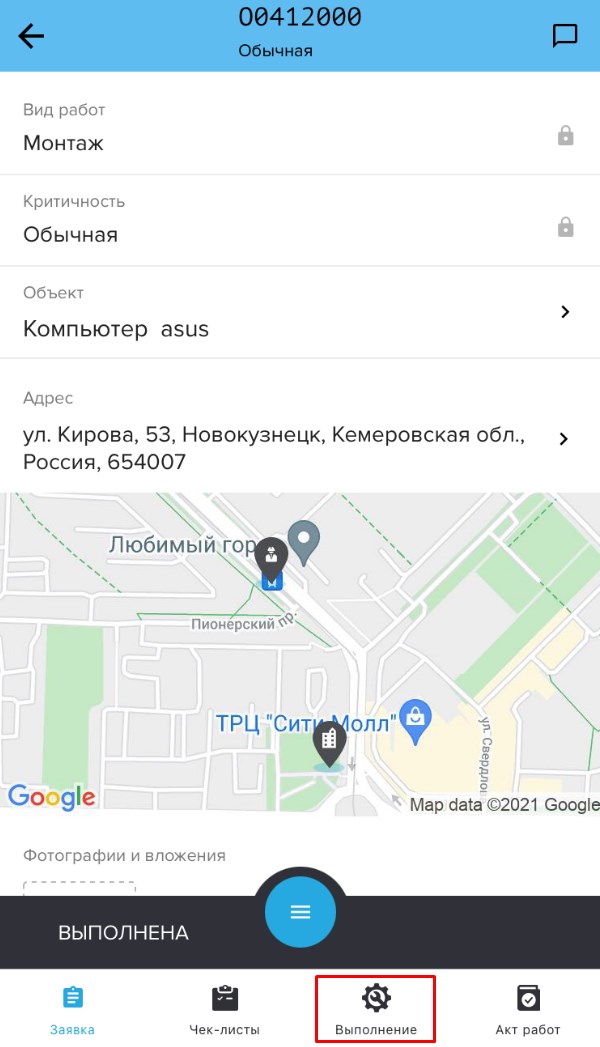 O0412000
Обычная
Вид работ
Монтаж
Критичность
Обычная
Объект
Компьютер asus
Адрес
ул. Кирова, 53, Новокузнецк, Кемеровская обл.,
Россия, 654007
Любимый гор
Пионерский пр.
ТРЦ "Сити Молл"
ул. Свердлов
Google
Map data ©2021 Google
Фотографии и вложения
ВЫПОЛНЕНА
Заявка
Чек-листы
Выполнение
Акт работ